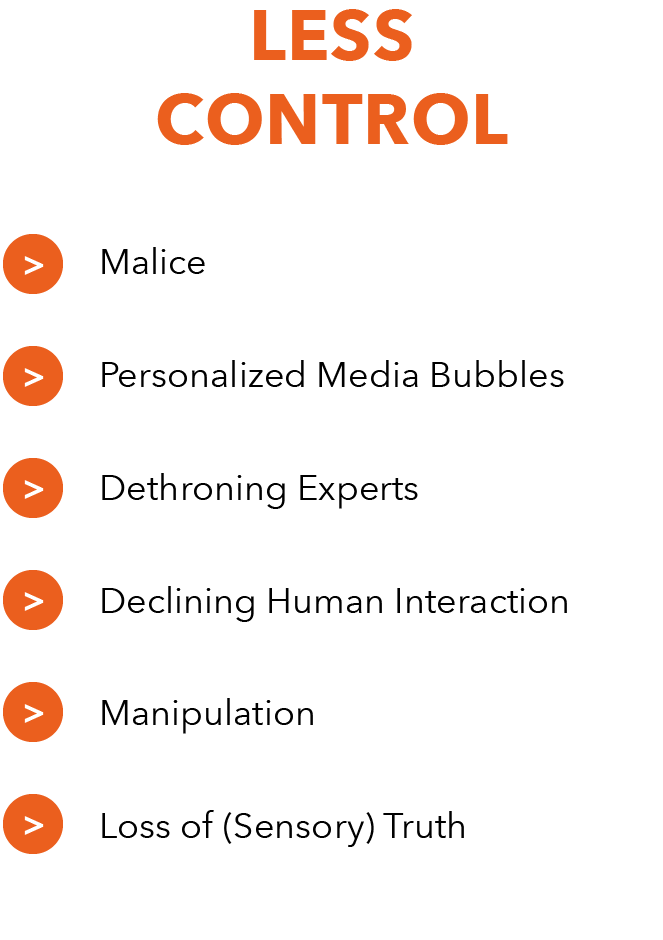 LESS
CONTROL
> Malice
> Personalized Media Bubbles
> Dethroning Experts
> Declining Human Interaction
> Manipulation
> Loss of (Sensory) Truth